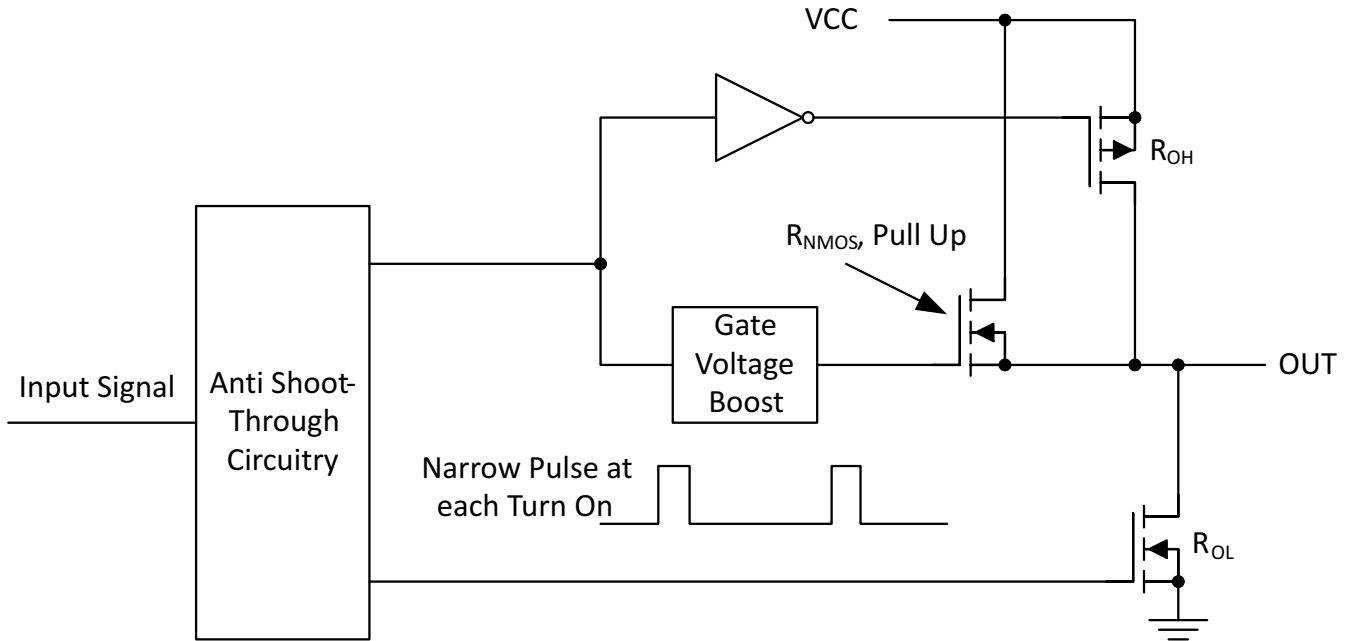 VCC
R_OH
R_NMOS, Pull Up
Gate
Voltage
Boost
OUT
Input Signal
Anti Shoot-
Through
Circuitry
Narrow Pulse at
each Turn On
R_OL